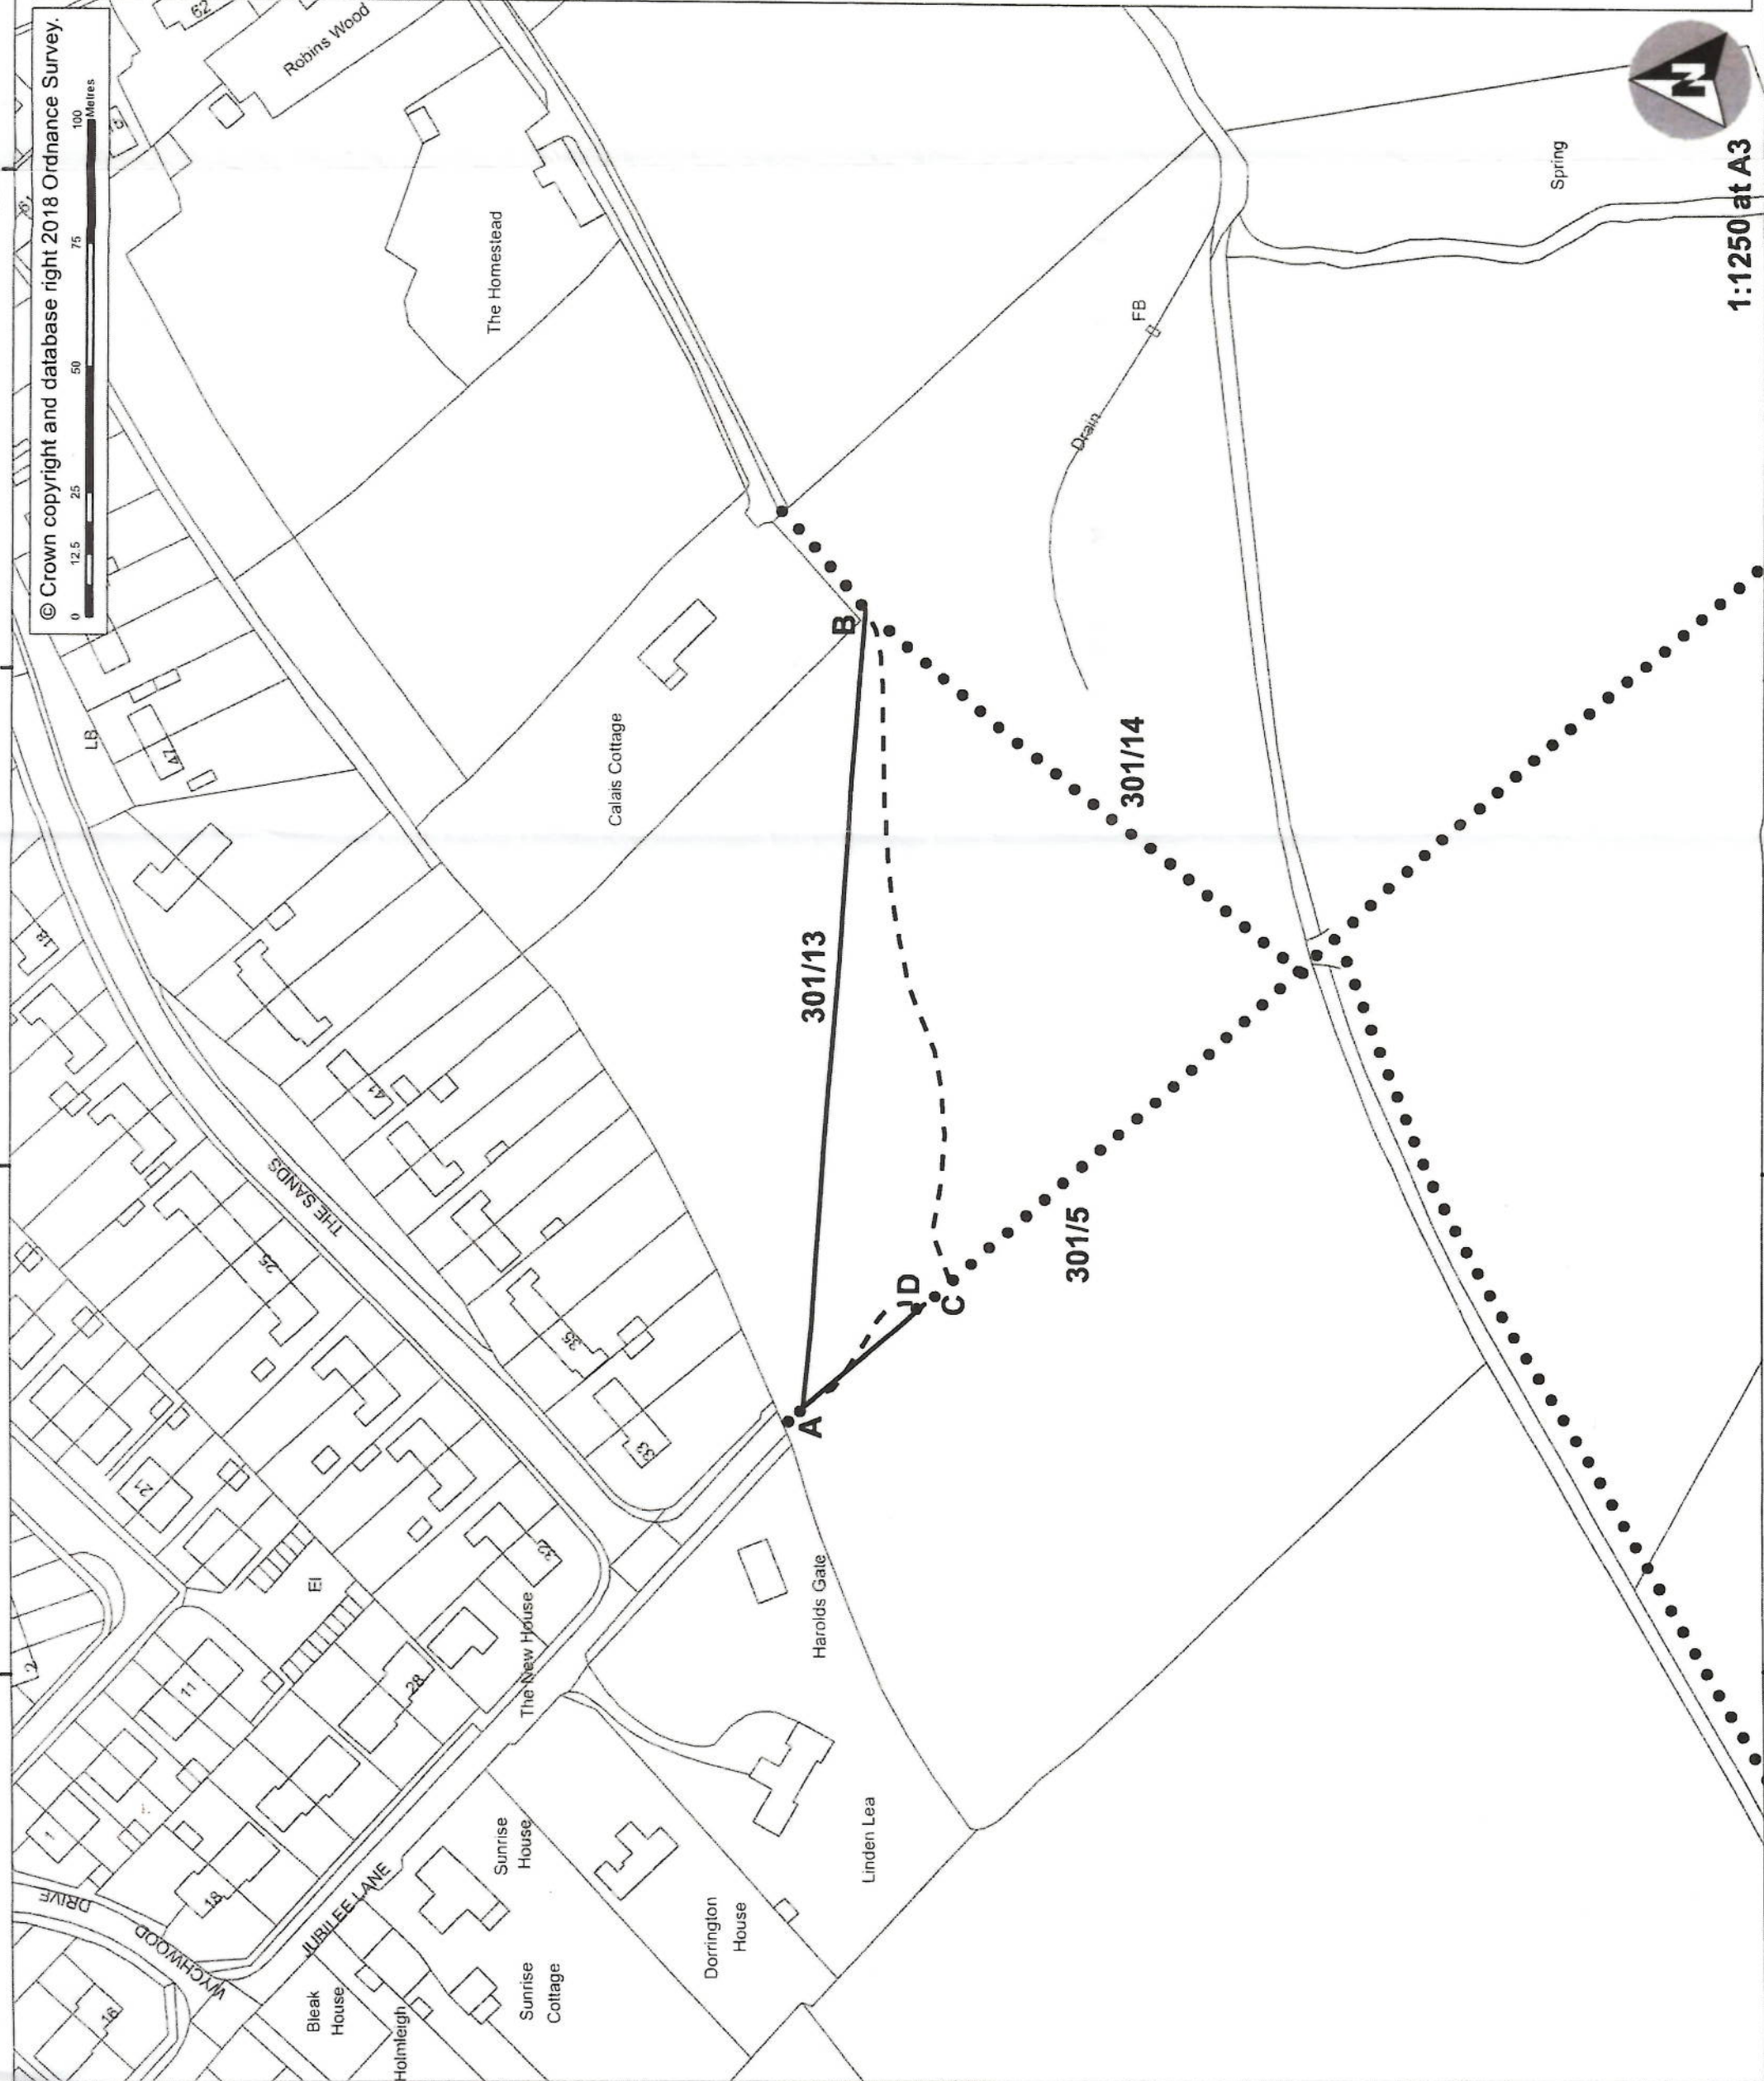 © Crown copyright and database right 2018 Ordnance Survey.
0 12.5 25 50 75 100
Metres
N
1:1250 at A3
62
Robins Wood
The Homestead
Spring
FB
Drain
LB
47
Calais Cottage
B
301/14
301/13
18
41
THE SANDS
25
35
33
D
C
301/5
A
21
El
32
The New House
Harolds Gate
2
11
28
1
18
Sunrise
House
Linden Lea
Dorrington
House
JUBILEE LANE
WYCHWOOD DRIVE
16
Bleak
House
Holmleigh
Sunrise
Cottage